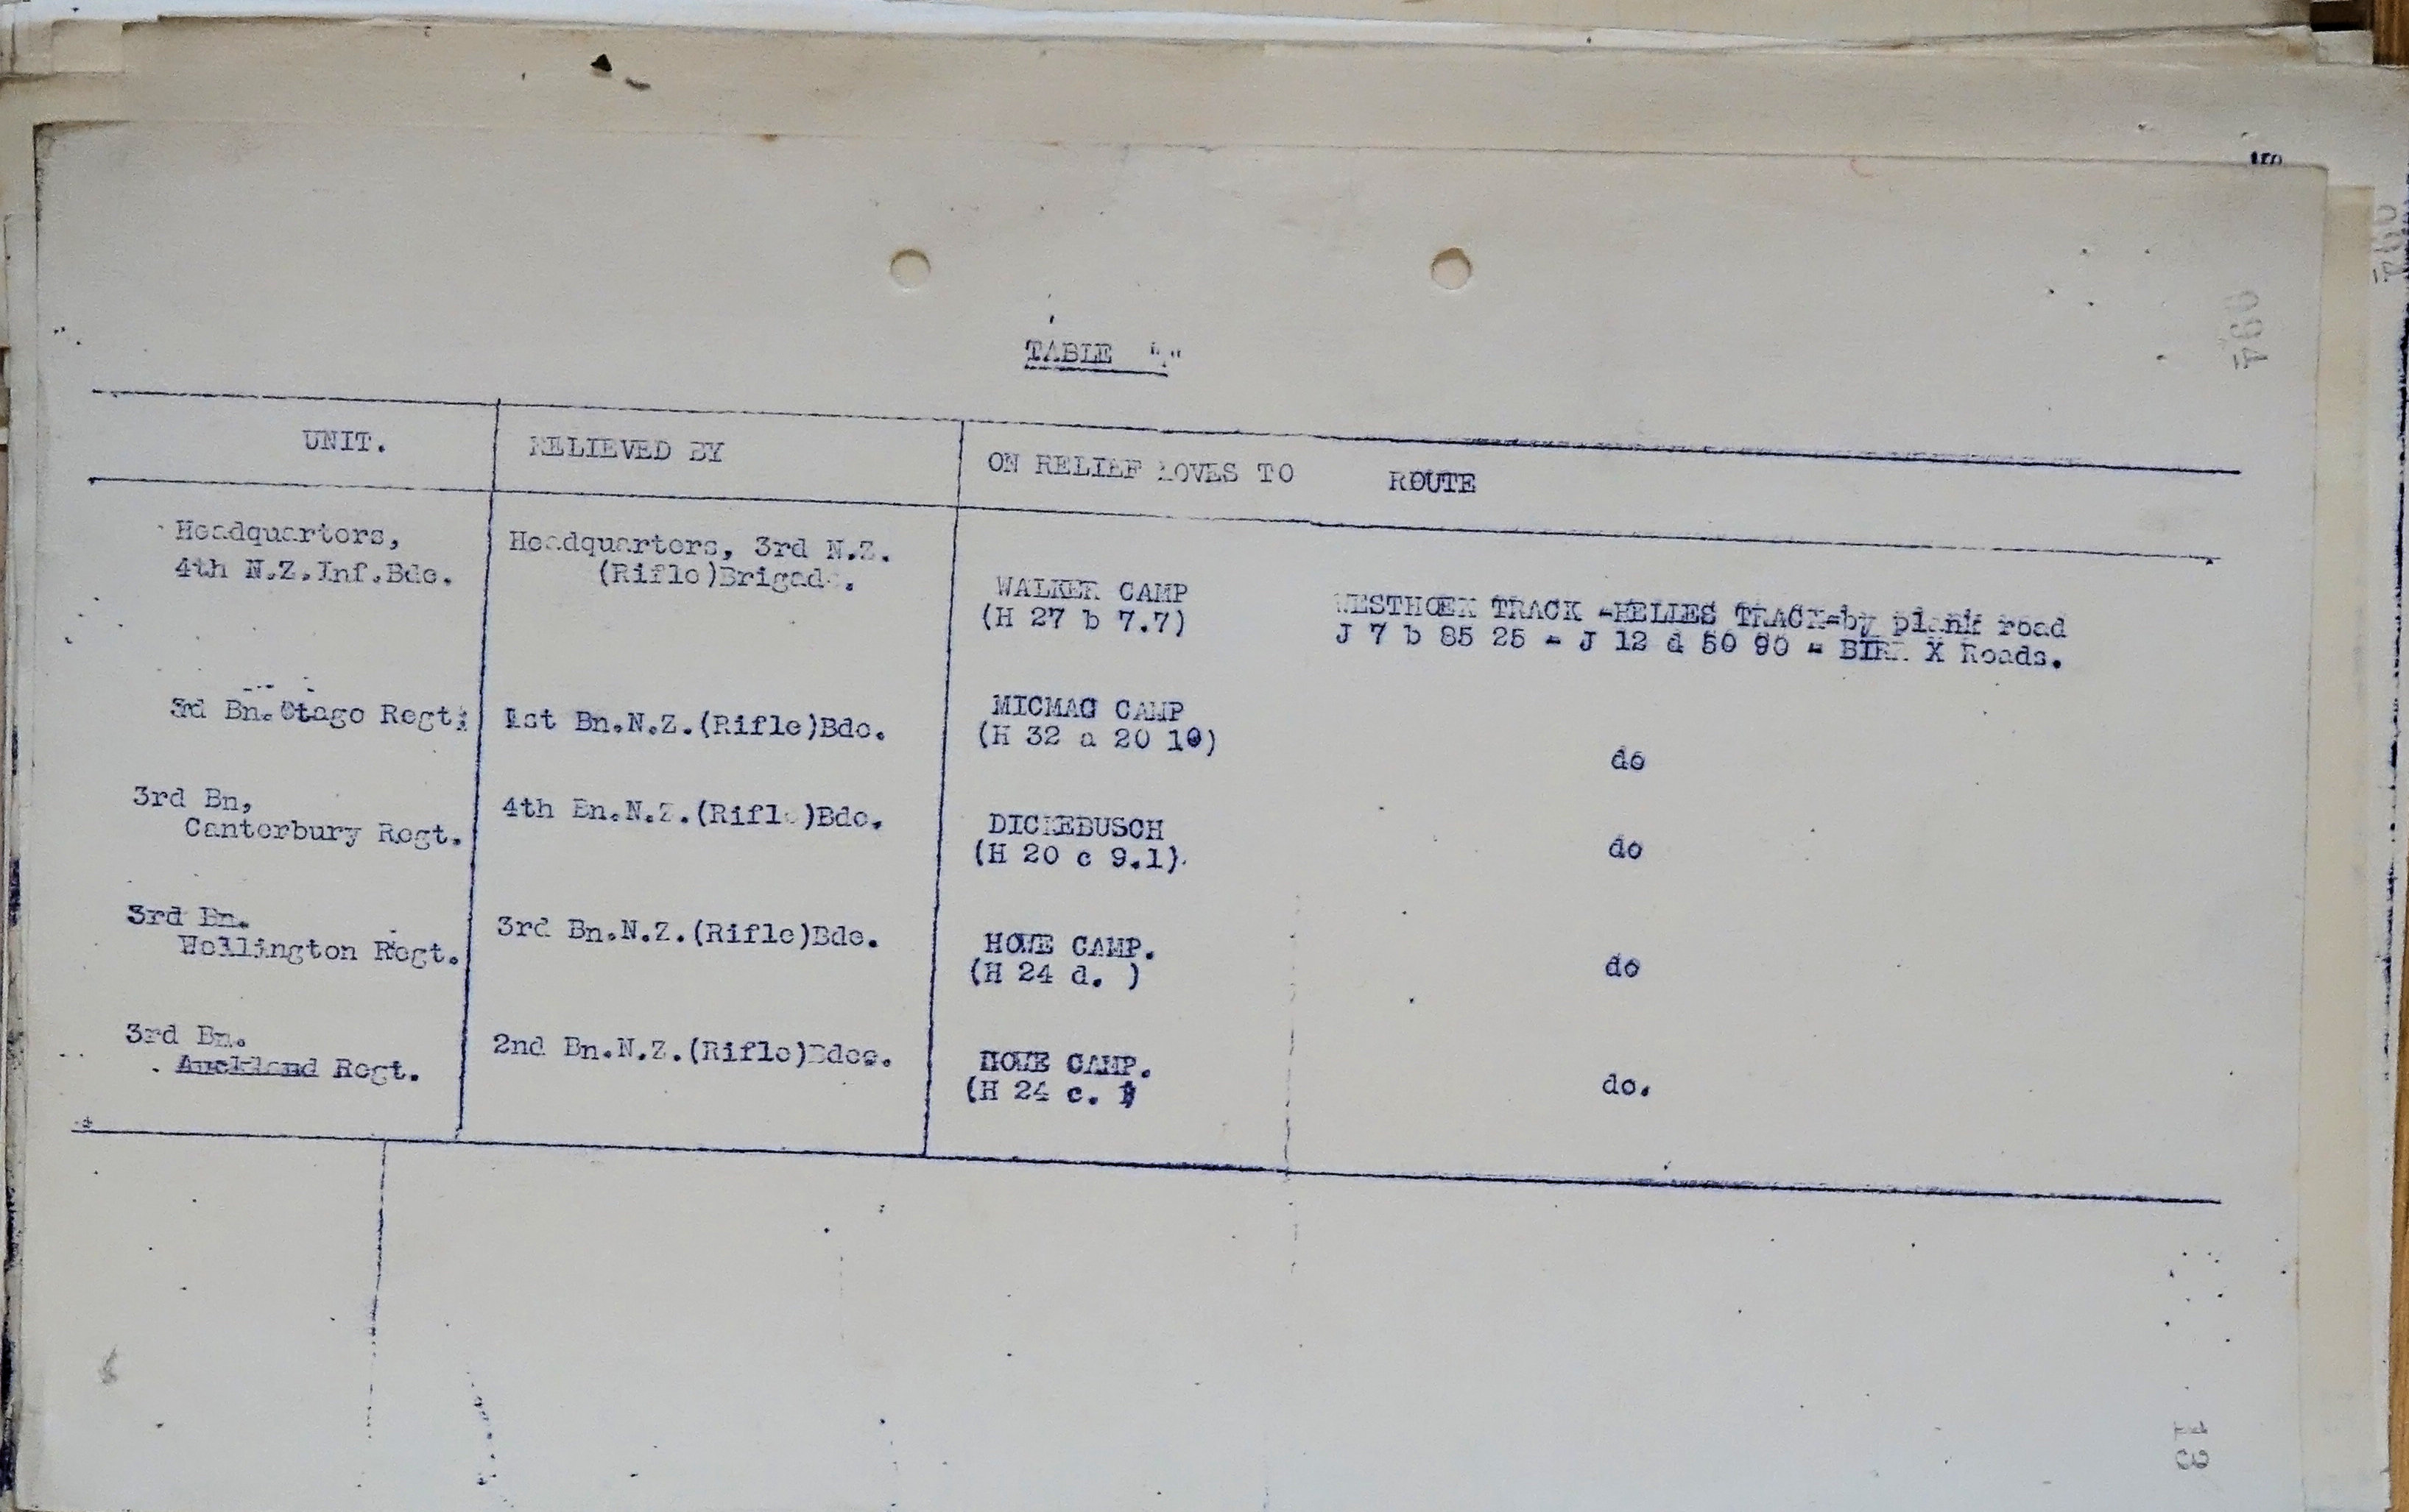 TABLE
UNIT. RELIEVED BY ON RELIEF MOVES TO ROUTE
Headquarters, Headquarters, 3rd N.Z.
4th N.Z.Inf.Bde. (Rifle)Brigade.
WALKER CAMP WESTHOEK TRACK -HELLES TRACK-by plank road
(H 27 b 7.7) J 7 b 85 25 - J 12 d 50 90 - BIRR X Roads.
3rd Bn.Otago Regt. 1st Bn.N.Z.(Rifle)Bde. MICMAC CAMP
(H 32 a 20 10) do
3rd Bn, 4th Bn.N.Z.(Rifle)Bde. DICKEBUSCH
Canterbury Regt. (H 20 c 9.1) do
3rd Bn. 3rd Bn.N.Z.(Rifle)Bde. HOWE CAMP.
Wellington Regt. (H 24 d. ) do
3rd Bn. 2nd Bn.N.Z.(Rifle)Bdes. HOWE CAMP.
Auckland Regt. (H 24 c. ) do.
13